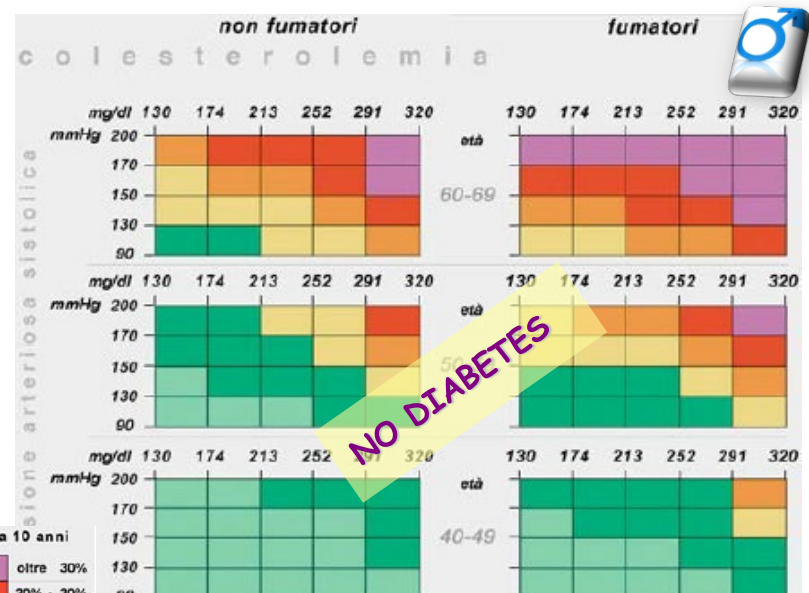 non fumatori fumatori
colesterolemia
mg/dl 130 174 213 252 291 320 130 174 213 252 291 320
mmHg 200 età
170
150 60-69
130
90
mg/dl 130 174 213 252 291 320 130 174 213 252 291 320
mmHg 200 età
170
150
130
90
NO DIABETES
mg/dl 130 174 213 252 291 320 130 174 213 252 291 320
mmHg 200 età
170
150 40-49
130
arteriosa sistolica
a 10 anni
oltre 30%